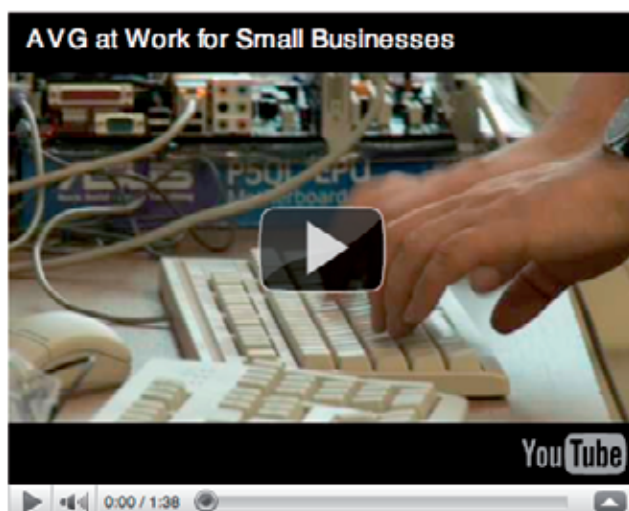 AVG at Work for Small Businesses
P5QL/EPU
Motherboard
YouTube
0:00 / 1:38